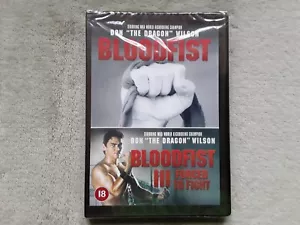 STARRING WKA WORLD KICKBOXING CHAMPION
DON "THE DRAGON" WILSON
BLOODFIST
STARRING WKA WORLD KICKBOXING CHAMPION
DON "THE DRAGON" WILSON
BLOODFIST
III FORCED
TO FIGHT
18